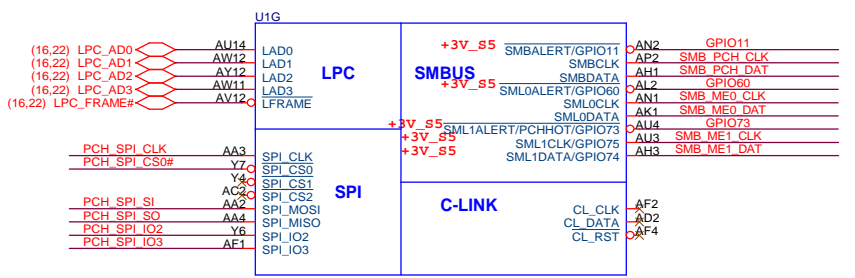 U1G
(16,22) LPC_AD0 AU14 LAD0
(16,22) LPC_AD1 AW12 LAD1
(16,22) LPC_AD2 AY12 LAD2
(16,22) LPC_AD3 AW11 LAD3
(16,22) LPC_FRAME# AV12 LFRAME
LPC
PCH_SPI_CLK AA3 SPI_CLK
PCH_SPI_CS0# Y7 SPI_CS0
Y4 SPI_CS1
AC2 SPI_CS2
PCH_SPI_SI AA2 SPI_MOSI
PCH_SPI_SO AA4 SPI_MISO
PCH_SPI_IO2 Y6 SPI_IO2
PCH_SPI_IO3 AF1 SPI_IO3
SPI
SMBUS
+3V_S5 SMBALERT/GPIO11 AN2 GPIO11
SMBCLK AP2 SMB_PCH_CLK
SMBDATA AH1 SMB_PCH_DAT
+3V_S5 SML0ALERT/GPIO60 AL2 GPIO60
SML0CLK AN1 SMB_ME0_CLK
SML0DATA AK1 SMB_ME0_DAT
+3V_S5 SML1ALERT/PCHHOT/GPIO73 AU4 GPIO73
+3V_S5 SML1CLK/GPIO75 AU3 SMB_ME1_CLK
+3V_S5 SML1DATA/GPIO74 AH3 SMB_ME1_DAT
C-LINK
CL_CLK AF2
CL_DATA AD2
CL_RST AF4